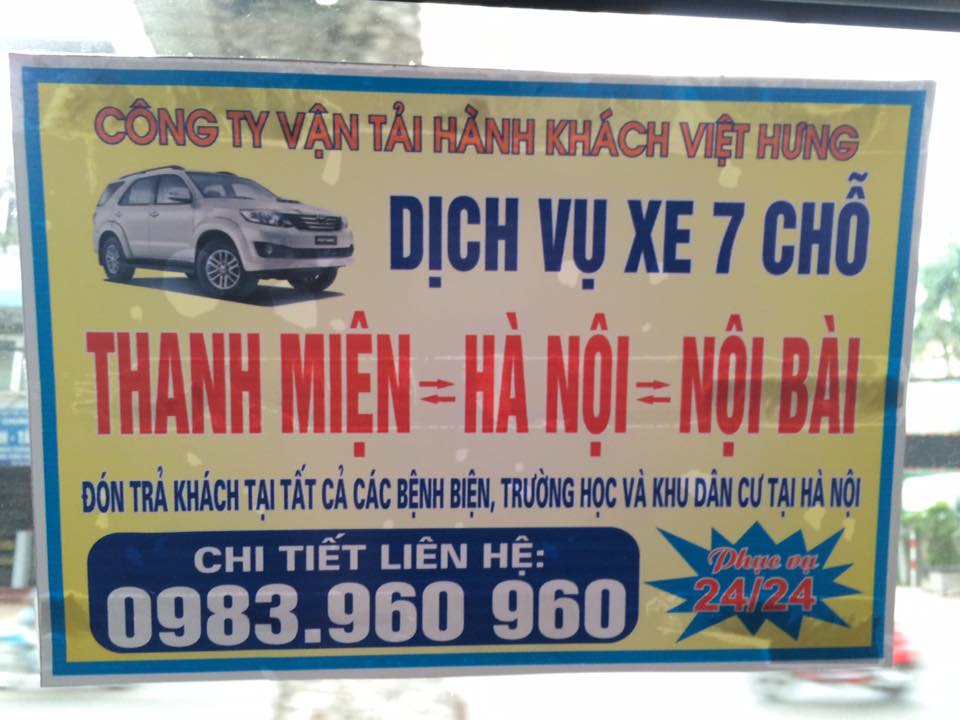 CÔNG TY VẬN TẢI HÀNH KHÁCH VIỆT HƯNG
DỊCH VỤ XE 7 CHỖ
THANH MIỆN ⇄ HÀ NỘI ⇄ NỘI BÀI
ĐÓN TRẢ KHÁCH TẠI TẤT CẢ CÁC BỆNH BIỆN, TRƯỜNG HỌC VÀ KHU DÂN CƯ TẠI HÀ NỘI
CHI TIẾT LIÊN HỆ:
0983.960 960
Phục vụ
24/24